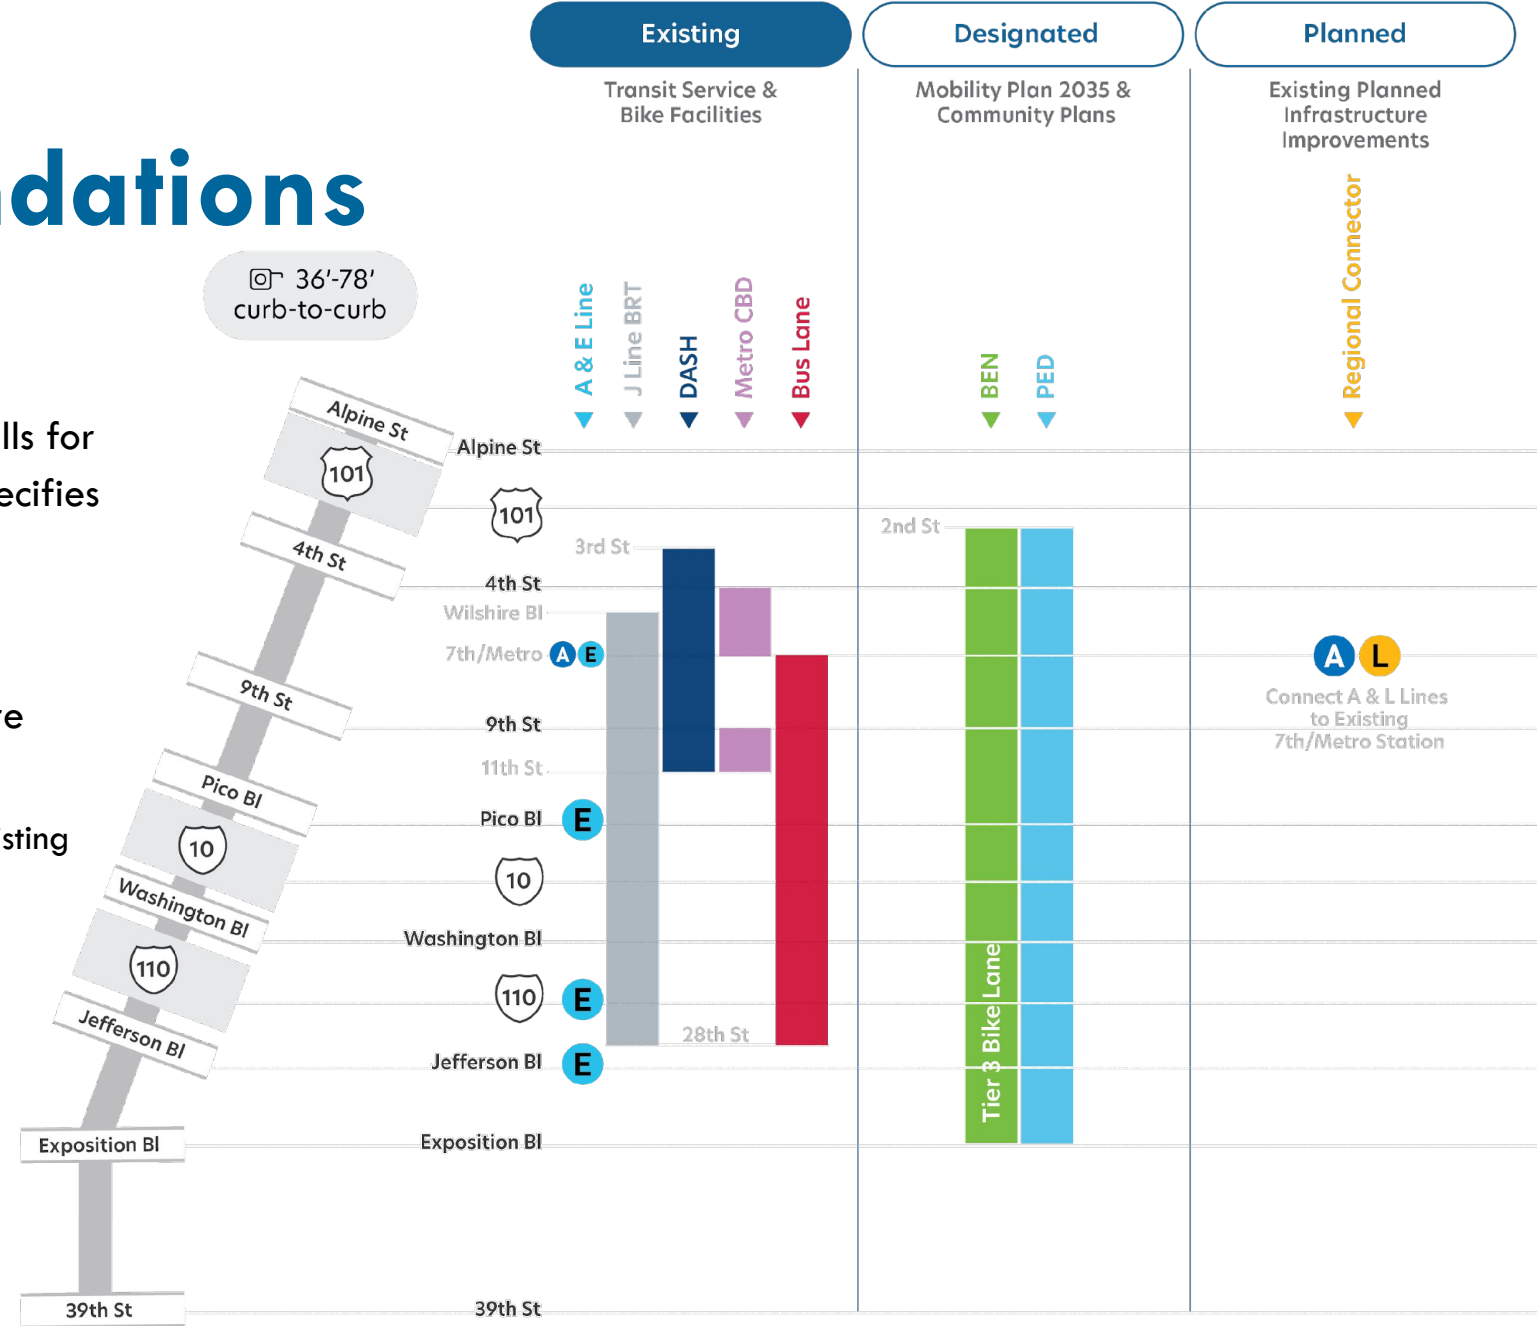 Existing
Designated
Planned
Transit Service &
Bike Facilities
Mobility Plan 2035 &
Community Plans
Existing Planned
Infrastructure
Improvements
dations
36'-78'
curb-to-curb
lls for
ecifies
re
isting
A & E Line
J Line BRT
DASH
Metro CBD
Bus Lane
BEN
PED
Regional Connector
Alpine St
101
4th St
9th St
Pico Bl
10
Washington Bl
110
Jefferson Bl
Exposition Bl
39th St
Alpine St
101
3rd St
4th St
Wilshire Bl
7th/Metro A E
9th St
11th St
Pico Bl E
10
Washington Bl
110 E
28th St
Jefferson Bl E
Exposition Bl
39th St
2nd St
Tier 3 Bike Lane
A L
Connect A & L Lines
to Existing
7th/Metro Station